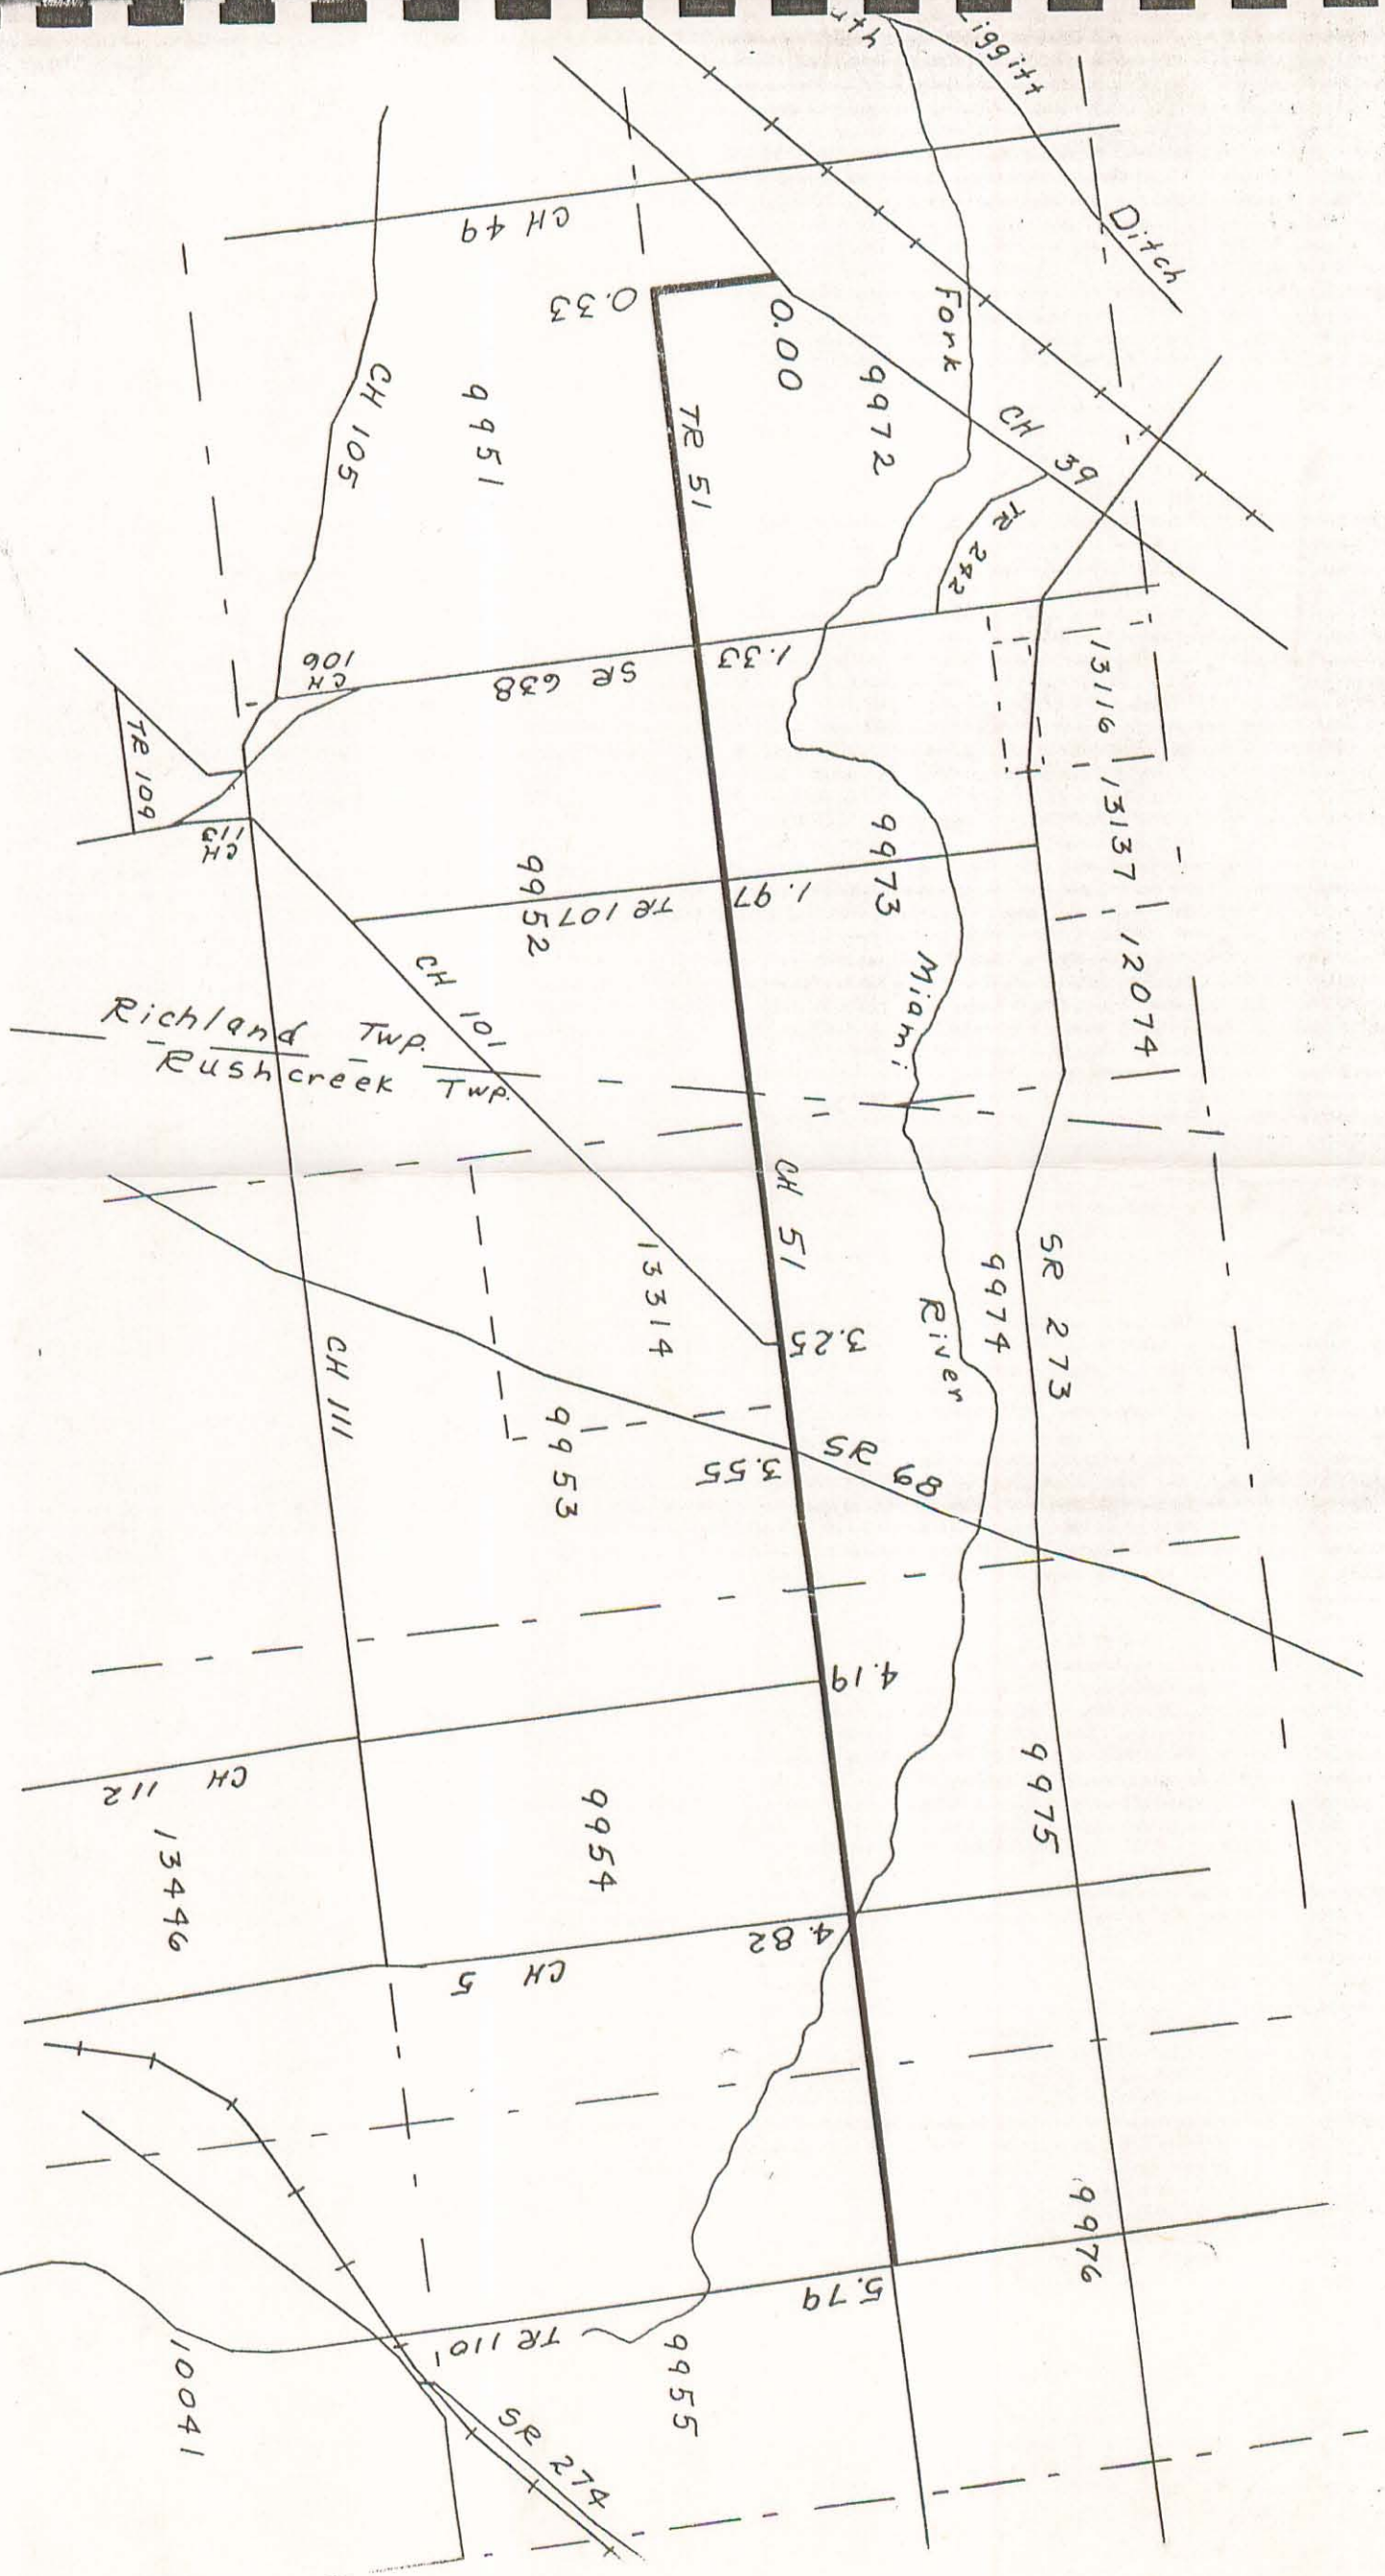 Liggitt
Ditch
Fork
CH 49
0.33
0.00
9972
CH 39
TR 51
9951
CH 105
TR 242
1.33
SR 638
CH 106
13116
13137
12074
TR 109
CH 113
9973
1.97
TR 107
9952
CH 101
Miami
Richland Twp.
Rushcreek Twp.
CH 51
SR 273
9974
River
3.25
13314
CH 111
9953
3.55
SR 68
4.19
9975
CH 112
13446
9954
4.82
CH 5
9976
5.79
TR 110
9955
10041
SR 274